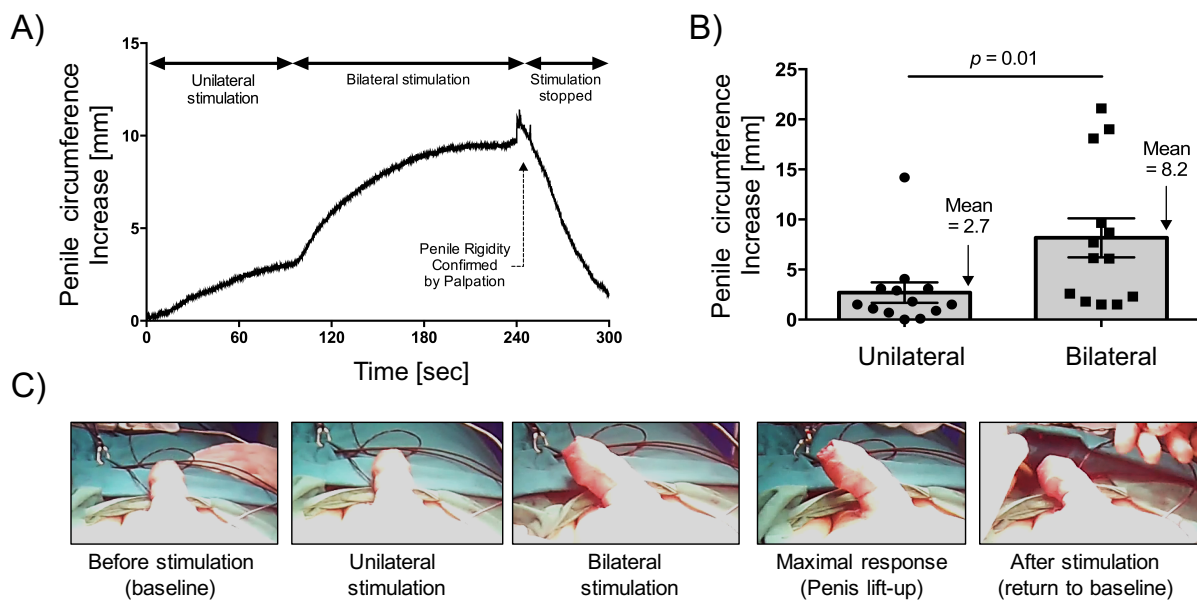 A)
Penile circumference
Increase [mm]
15
10
5
0
Unilateral
stimulation
Bilateral stimulation
Stimulation
stopped
Penile Rigidity
Confirmed
by Palpation
0
60
120
180
240
300
Time [sec]
B)
Penile circumference
Increase [mm]
25
20
15
10
5
0
p = 0.01
Mean
= 2.7
Mean
= 8.2
Unilateral
Bilateral
C)
Before stimulation
(baseline)
Unilateral
stimulation
Bilateral
stimulation
Maximal response
(Penis lift-up)
After stimulation
(return to baseline)